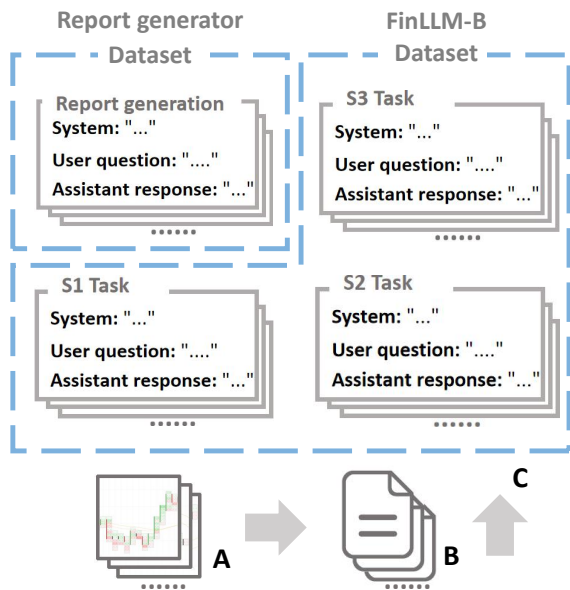 Report generator
Dataset
Report generation
System: "..."
User question: "...."
Assistant response: "..."
......
FinLLM-B
Dataset
S3 Task
System: "..."
User question: "...."
Assistant response: "..."
......
S1 Task
System: "..."
User question: "...."
Assistant response: "..."
......
S2 Task
System: "..."
User question: "...."
Assistant response: "..."
......
A
......
B
......
C